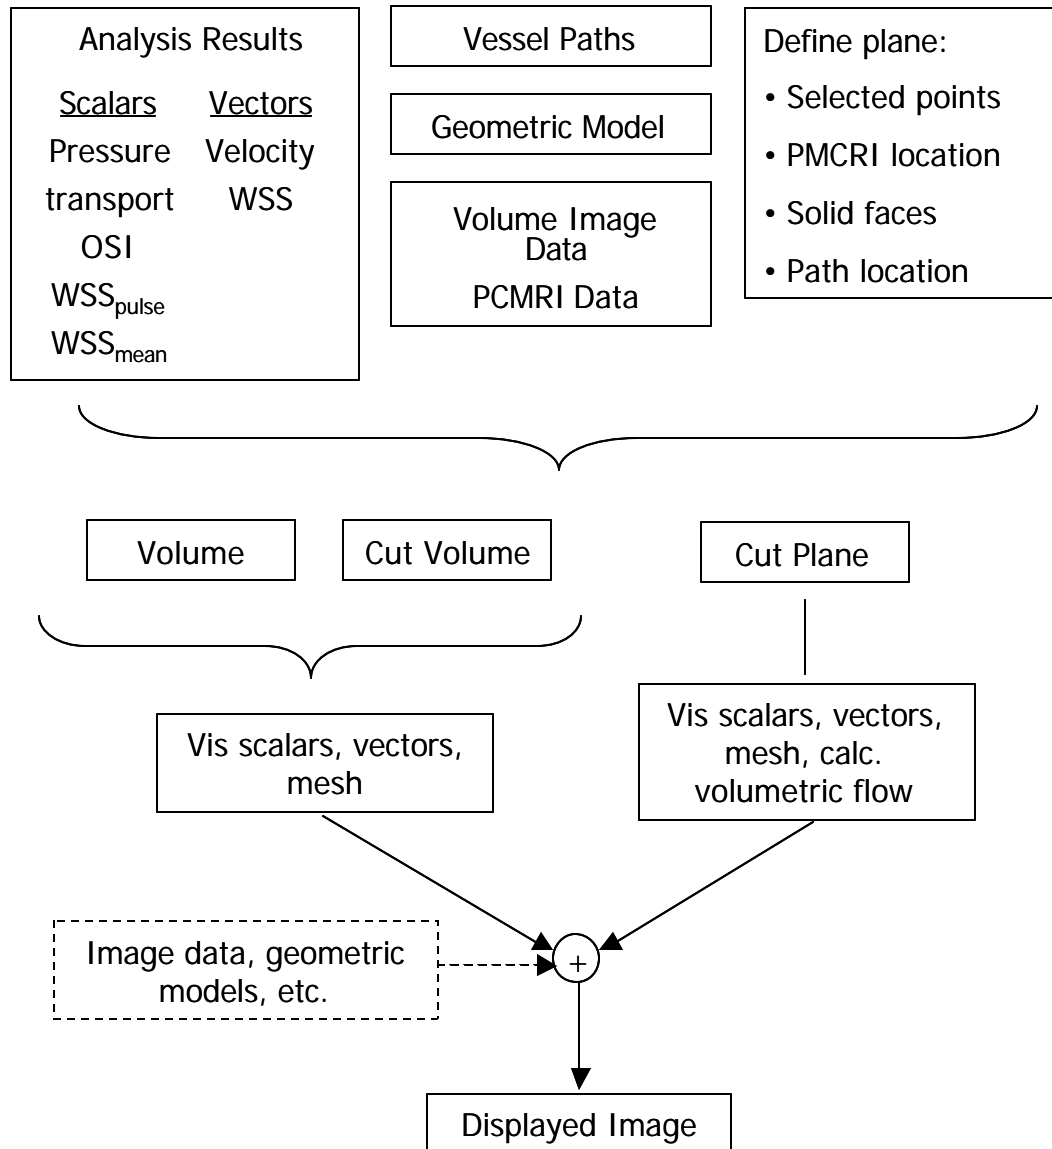 Analysis Results
Scalars Vectors
Pressure Velocity
transport WSS
OSI
WSSpulse
WSSmean
Vessel Paths
Geometric Model
Volume Image
Data
PCMRI Data
Define plane:
• Selected points
• PMCRI location
• Solid faces
• Path location
Volume
Cut Volume
Cut Plane
Vis scalars, vectors,
mesh
Vis scalars, vectors,
mesh, calc.
volumetric flow
Image data, geometric
models, etc.
+
Displayed Image